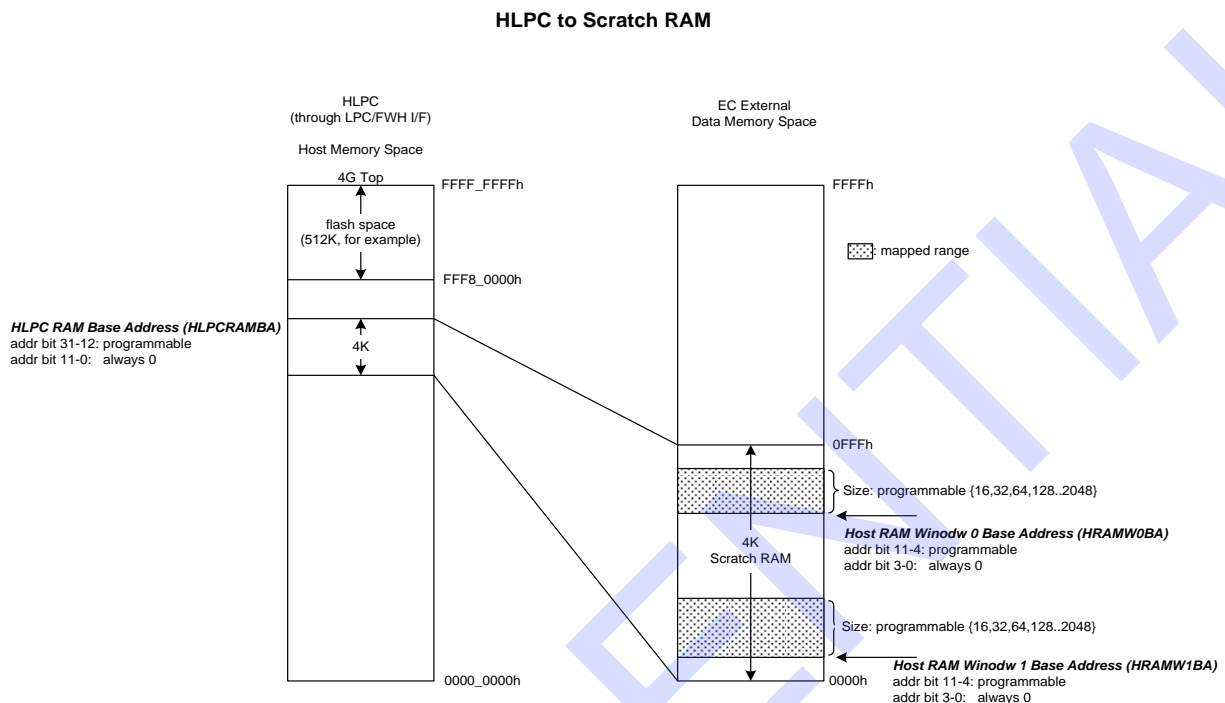 HLPC to Scratch RAM
HLPC
(through LPC/FWH I/F)
Host Memory Space
4G Top
FFFF_FFFFh
flash space
(512K, for example)
FFF8_0000h
HLPC RAM Base Address (HLPCRAMBA)
addr bit 31-12: programmable
addr bit 11-0: always 0
4K
0000_0000h
EC External
Data Memory Space
FFFFh
: mapped range
0FFFh
Size: programmable {16,32,64,128..2048}
Host RAM Winodw 0 Base Address (HRAMW0BA)
addr bit 11-4: programmable
addr bit 3-0: always 0
4K
Scratch RAM
Size: programmable {16,32,64,128..2048}
Host RAM Winodw 1 Base Address (HRAMW1BA)
0000h
addr bit 11-4: programmable
addr bit 3-0: always 0
ENTIA